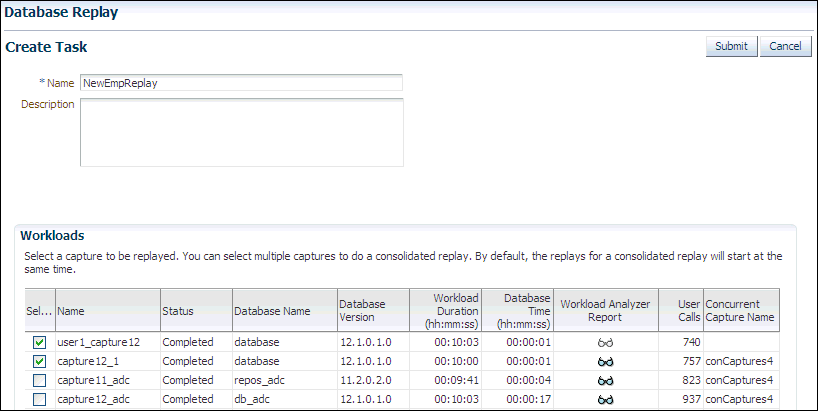 Database Replay
Create Task
Submit
Cancel
* Name
NewEmpReplay
Description
Workloads
Select a capture to be replayed. You can select multiple captures to do a consolidated replay. By default, the replays for a consolidated replay will start at
the same time.
Sel... Name Status Database Name Database Version Workload Duration (hh:mm:ss) Database Time (hh:mm:ss) Workload Analyzer Report User Calls Concurrent Capture Name
user1_capture12 Completed database 12.1.0.1.0 00:10:03 00:00:01 740
capture12_1 Completed database 12.1.0.1.0 00:10:00 00:00:01 757 conCaptures4
capture11_adc Completed repos_adc 11.2.0.2.0 00:09:41 00:00:04 823 conCaptures4
capture12_adc Completed db_adc 12.1.0.1.0 00:10:03 00:00:17 937 conCaptures4